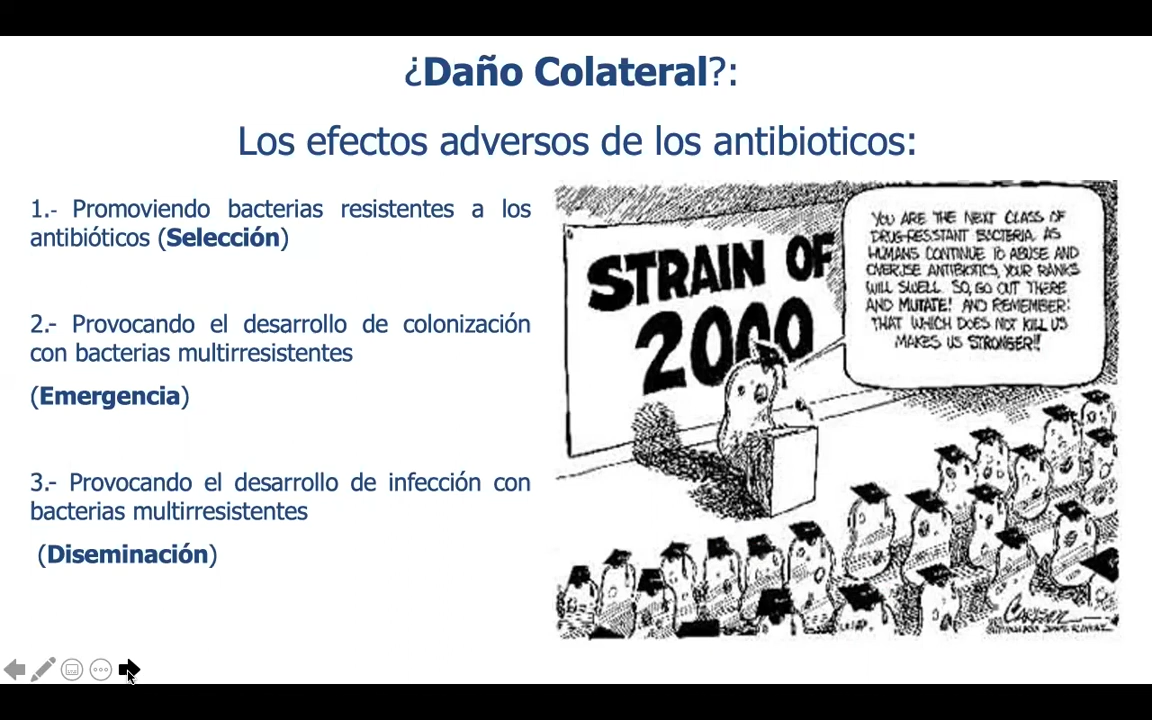 ¿Daño Colateral?:
Los efectos adversos de los antibioticos:
1.- Promoviendo bacterias resistentes a los
antibióticos (Selección)
2.- Provocando el desarrollo de colonización
con bacterias multirresistentes
(Emergencia)
3.- Provocando el desarrollo de infección con
bacterias multirresistentes
(Diseminación)
STRAIN OF
2000
YOU ARE THE NEXT CLASS OF
DRUG-RESISTANT BACTERIA. AS
HUMANS CONTINUE TO ABUSE AND
OVERUSE ANTIBIOTICS, YOUR RANKS
WILL SWELL. SO, GO OUT THERE
AND MUTATE! AND REMEMBER:
THAT WHICH DOES NOT KILL US
MAKES US STRONGER!!